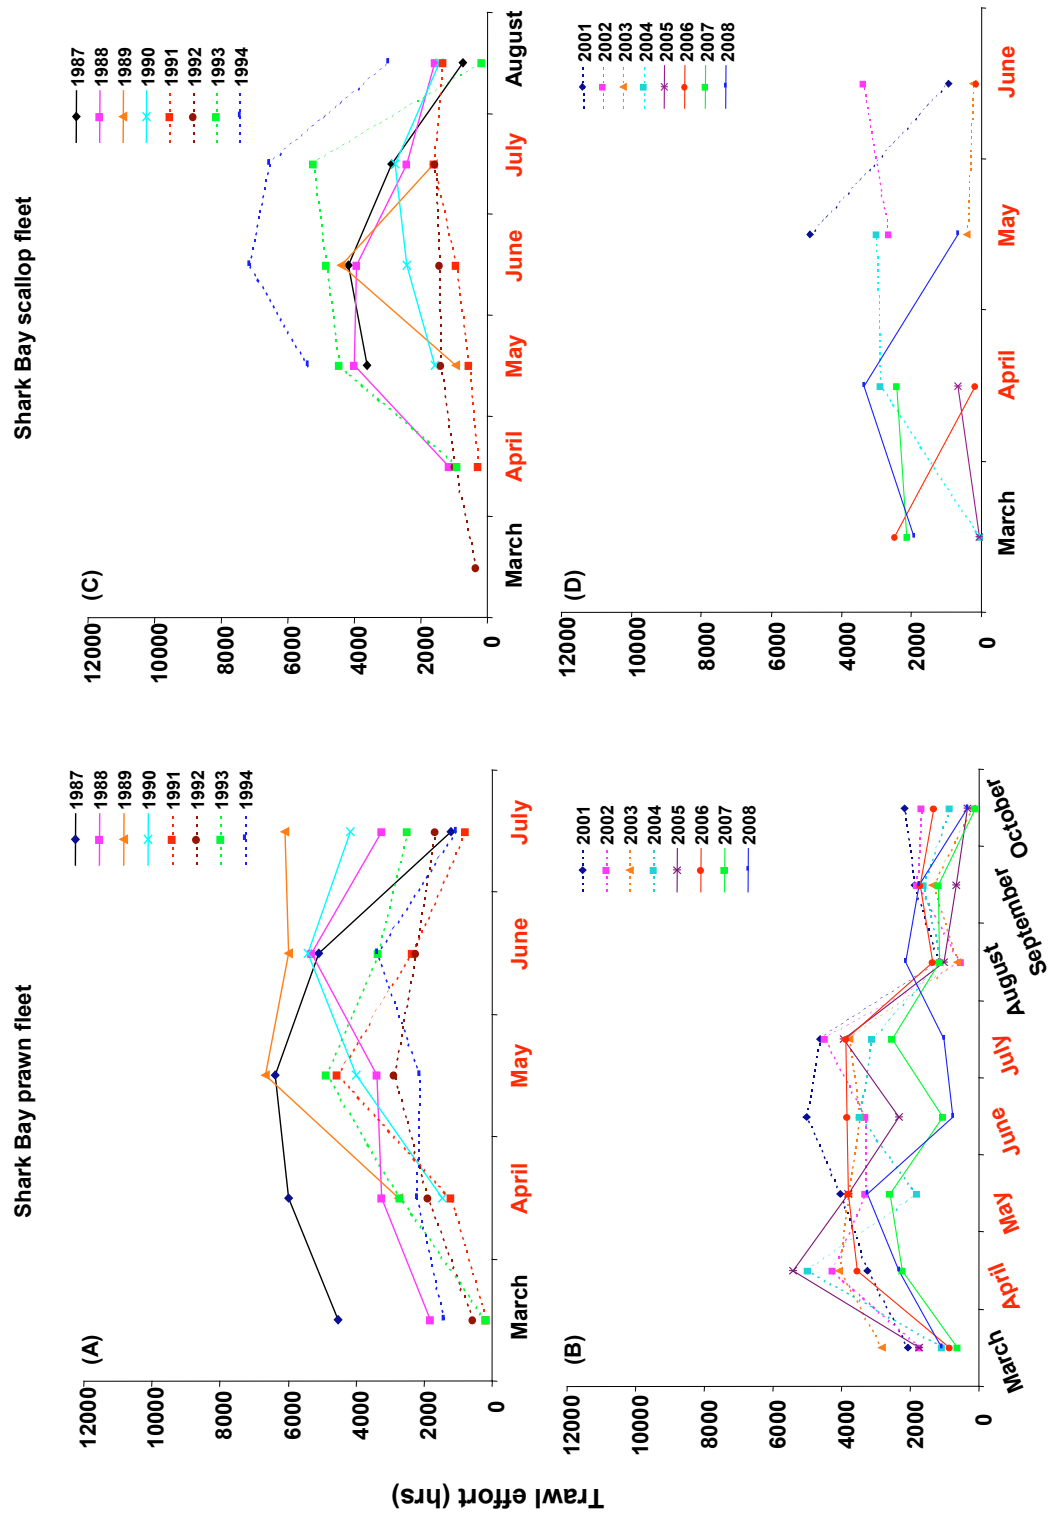 Trawl effort (hrs)
Shark Bay prawn fleet
(A)
12000
10000
8000
6000
4000
2000
0
March
April
May
June
July
1987
1988
1989
1990
1991
1992
1993
1994
(B)
12000
10000
8000
6000
4000
2000
0
March
April
May
June
July
August
September
October
2001
2002
2003
2004
2005
2006
2007
2008
Shark Bay scallop fleet
(C)
12000
10000
8000
6000
4000
2000
0
March
April
May
June
July
August
1987
1988
1989
1990
1991
1992
1993
1994
(D)
12000
10000
8000
6000
4000
2000
0
March
April
May
June
2001
2002
2003
2004
2005
2006
2007
2008